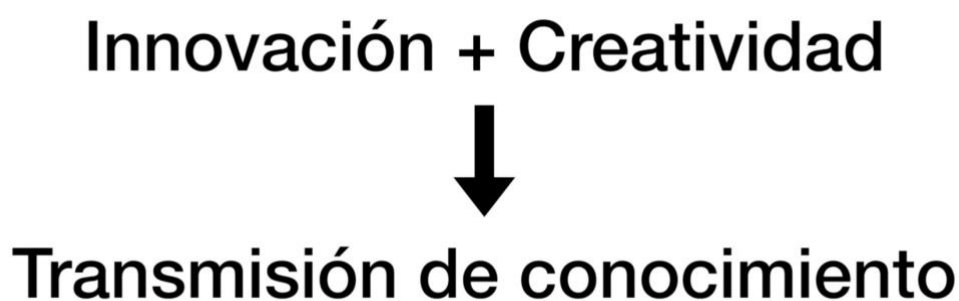 Innovación + Creatividad
Transmisión de conocimiento